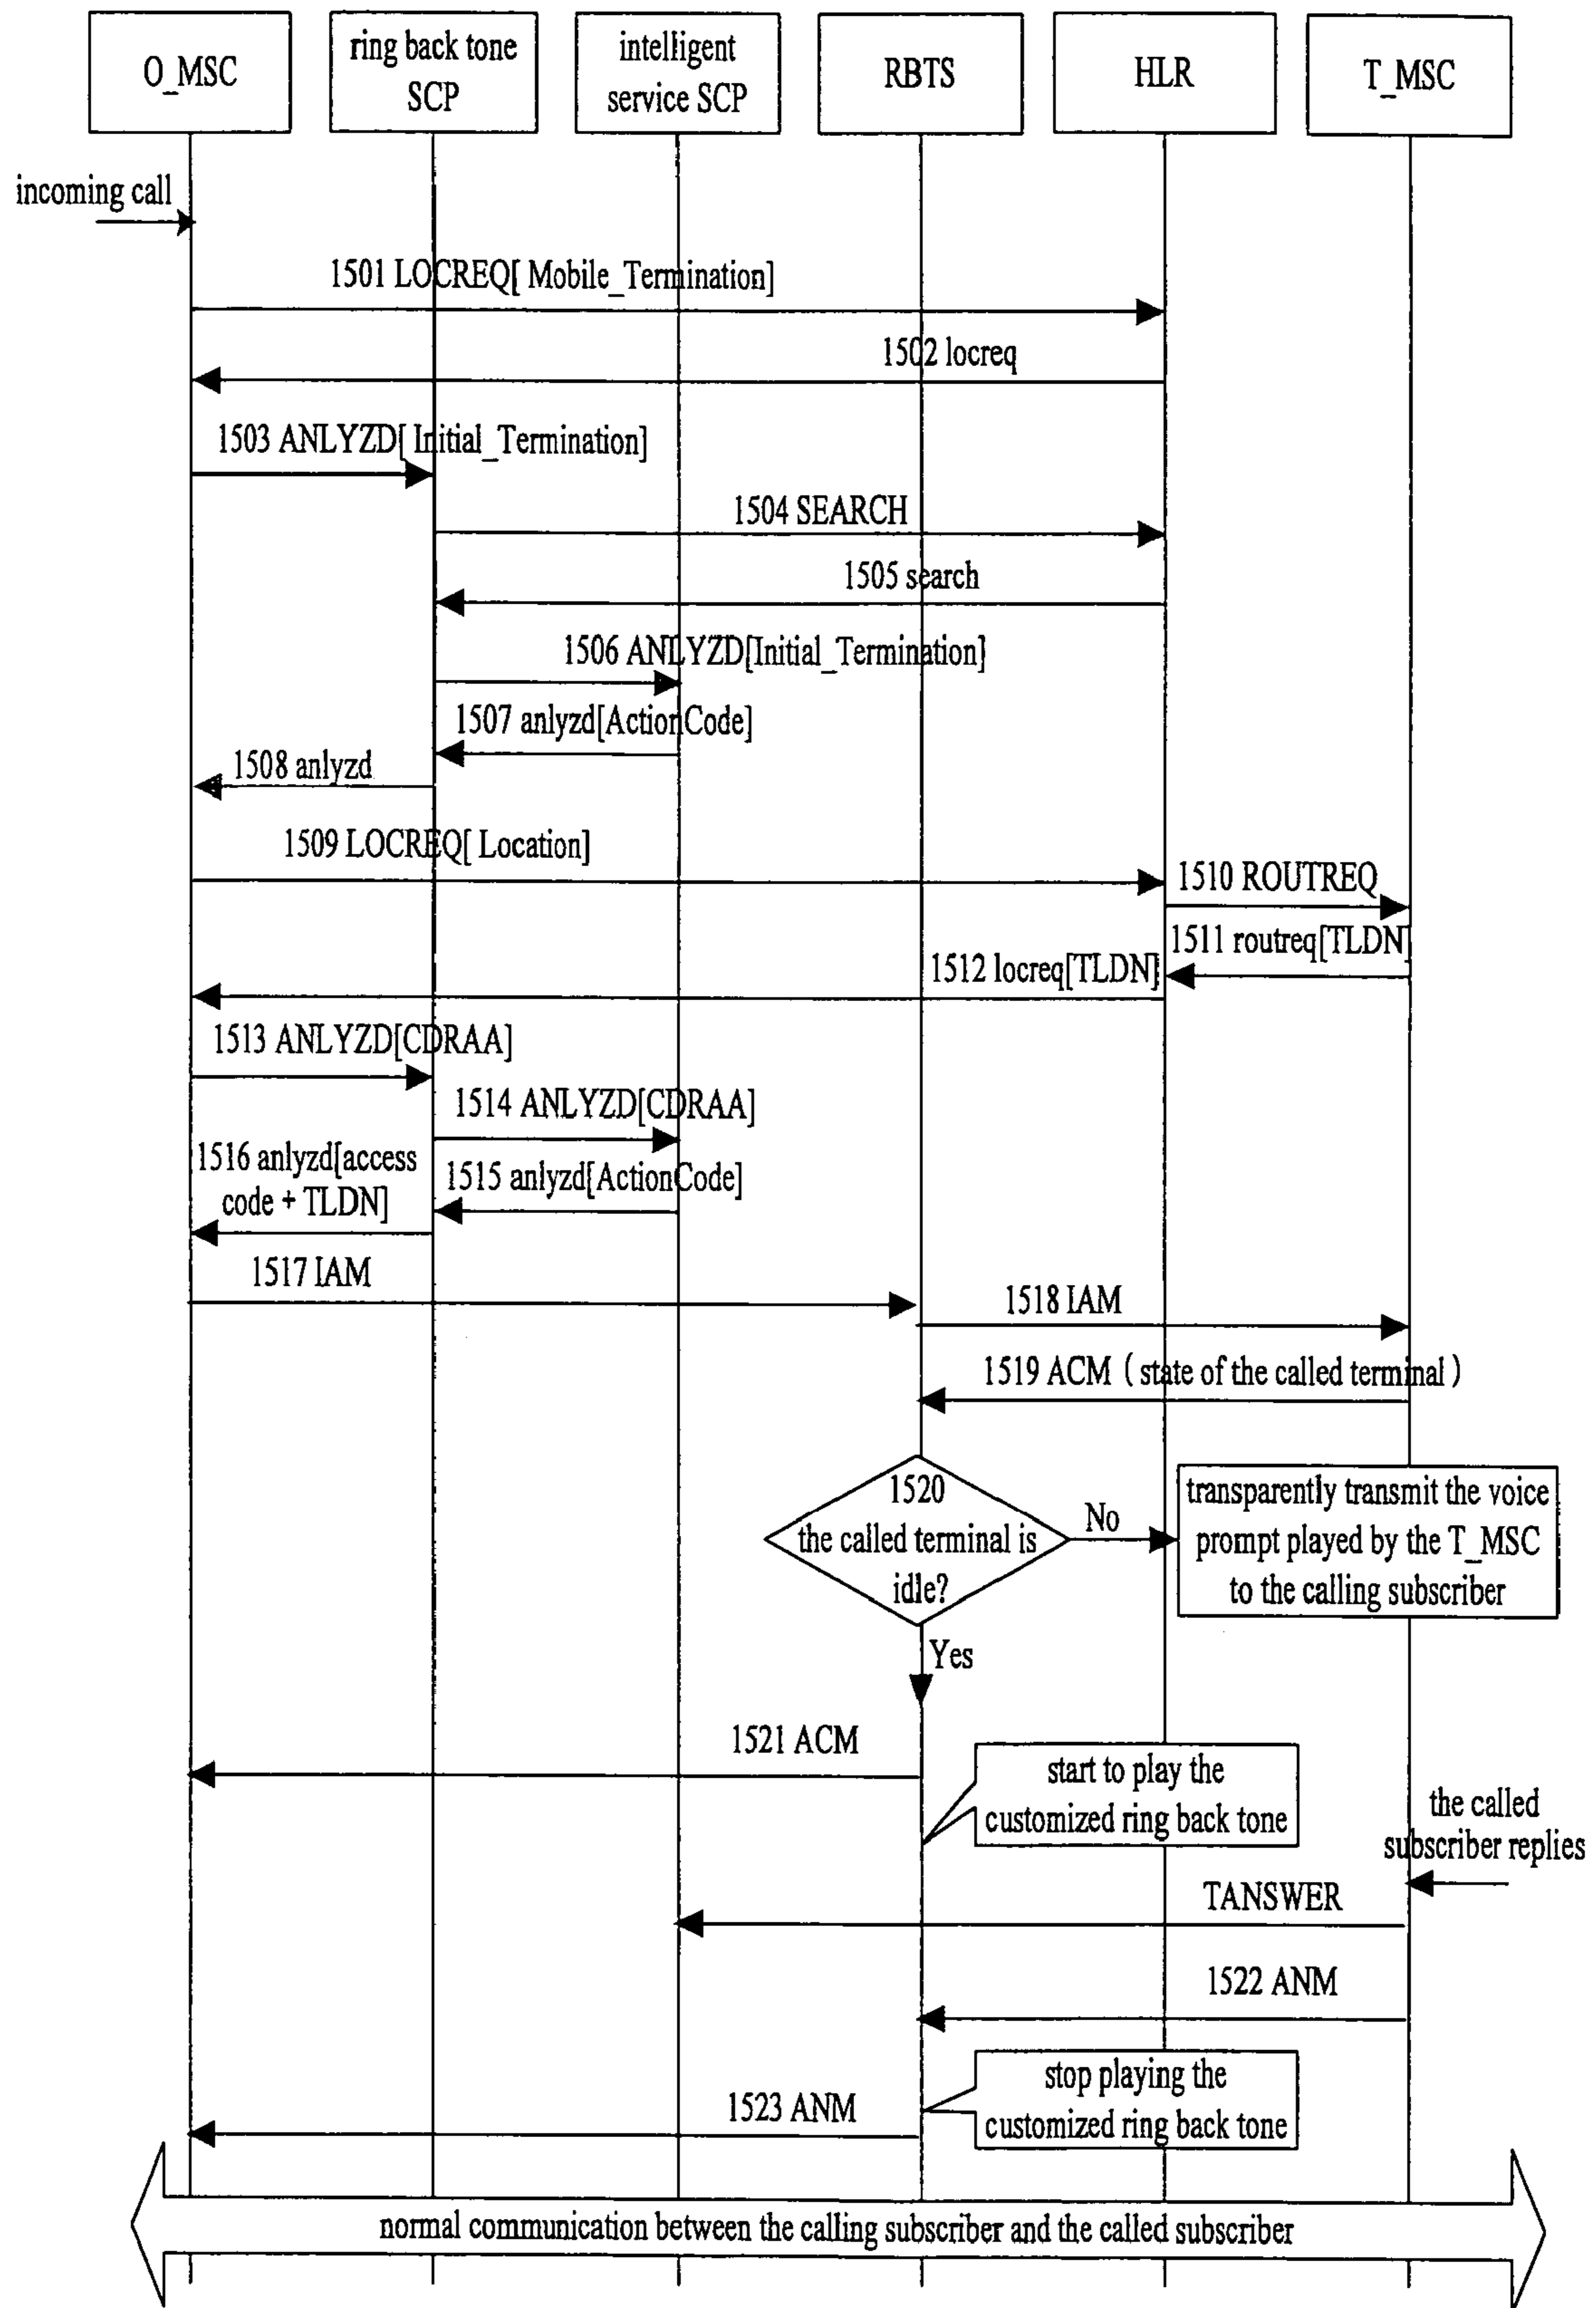 O_MSC
ring back tone
SCP
intelligent
service SCP
RBTS
HLR
T_MSC
incoming call
1501 LOCREQ[ Mobile_Termination]
1502 locreq
1503 ANLYZD[ Initial_Termination]
1504 SEARCH
1505 search
1506 ANLYZD[Initial_Termination]
1507 anlyzd[ActionCode]
1508 anlyzd
1509 LOCREQ[ Location]
1510 ROUTREQ
1511 routreq[TLDN]
1512 locreq[TLDN]
1513 ANLYZD[CDRAA]
1514 ANLYZD[CDRAA]
1516 anlyzd[access
code + TLDN]
1515 anlyzd[ActionCode]
1517 IAM
1518 IAM
1519 ACM ( state of the called terminal )
1520
the called terminal is
idle?
No
transparently transmit the voice
prompt played by the T_MSC
to the calling subscriber
Yes
1521 ACM
start to play the
customized ring back tone
the called
subscriber replies
TANSWER
1522 ANM
stop playing the
customized ring back tone
1523 ANM
normal communication between the calling subscriber and the called subscriber